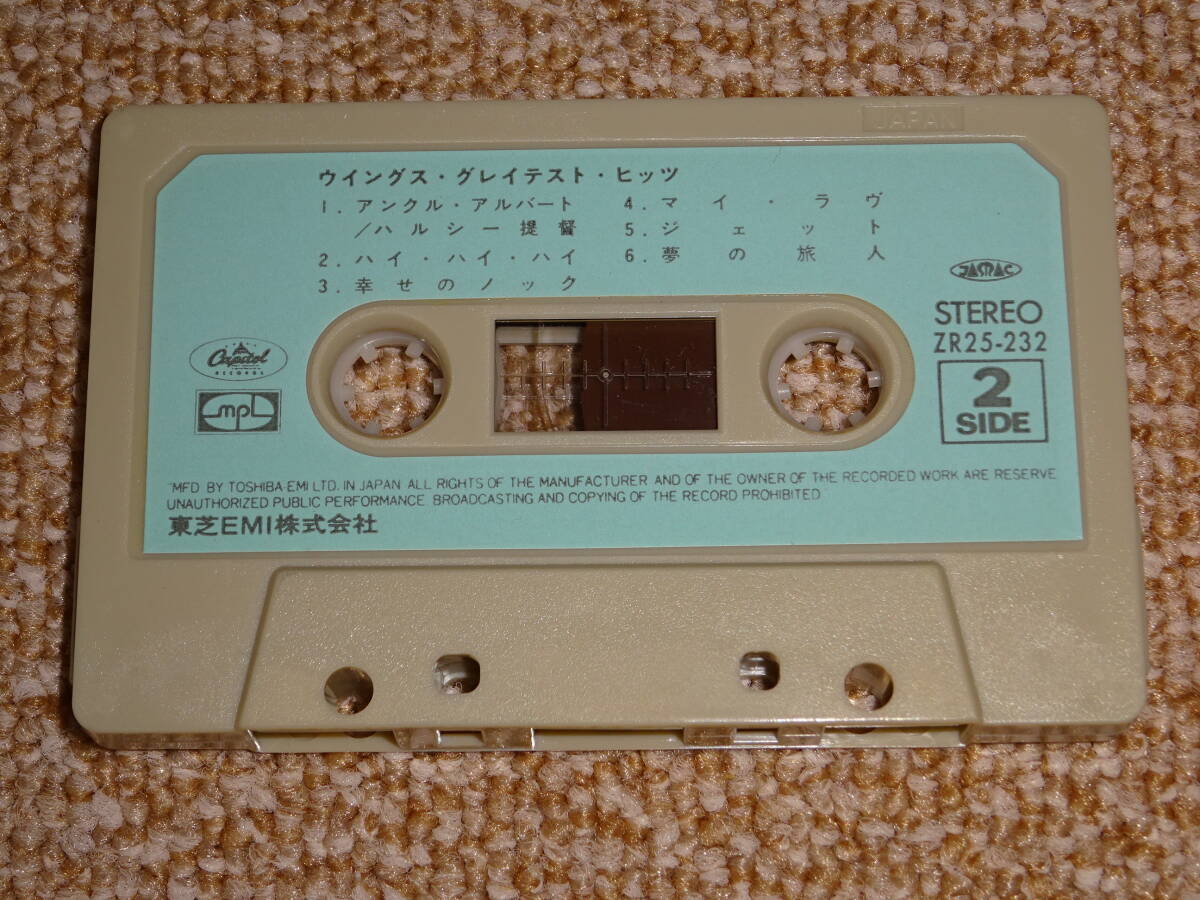 JAPAN
ウイングス・グレイテスト・ヒッツ
1. アンクル・アルバート
／ハルシー提督
2. ハイ・ハイ・ハイ
3. 幸せのノック
4. マイ・ラヴ
5. ジェット
6. 夢の旅人
JASRAC
STEREO
ZR25-232
2
SIDE
Capitol
RECORDS
mpl
"MFD BY TOSHIBA-EMI LTD. IN JAPAN ALL RIGHTS OF THE MANUFACTURER AND OF THE OWNER OF THE RECORDED WORK ARE RESERVE
UNAUTHORIZED PUBLIC PERFORMANCE BROADCASTING AND COPYING OF THE RECORD PROHIBITED"
東芝EMI株式会社